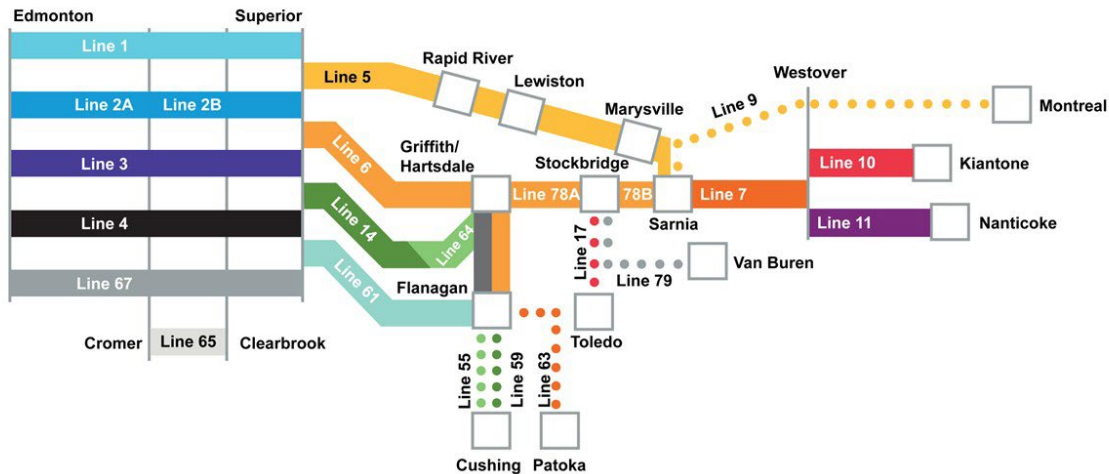 Edmonton
Superior
Line 1
Line 5
Rapid River
Lewiston
Westover
Line 2A
Line 2B
Marysville
Line 9
Montreal
Line 3
Line 6
Griffith/
Hartsdale
Stockbridge
Line 10
Kiantone
Line 78A
78B
Line 7
Line 4
Line 14
Line 64
Line 17
Sarnia
Line 11
Nanticoke
Line 67
Line 61
Flanagan
Line 79
Van Buren
Cromer
Line 65
Clearbrook
Toledo
Line 55
Line 59
Line 63
Cushing
Patoka